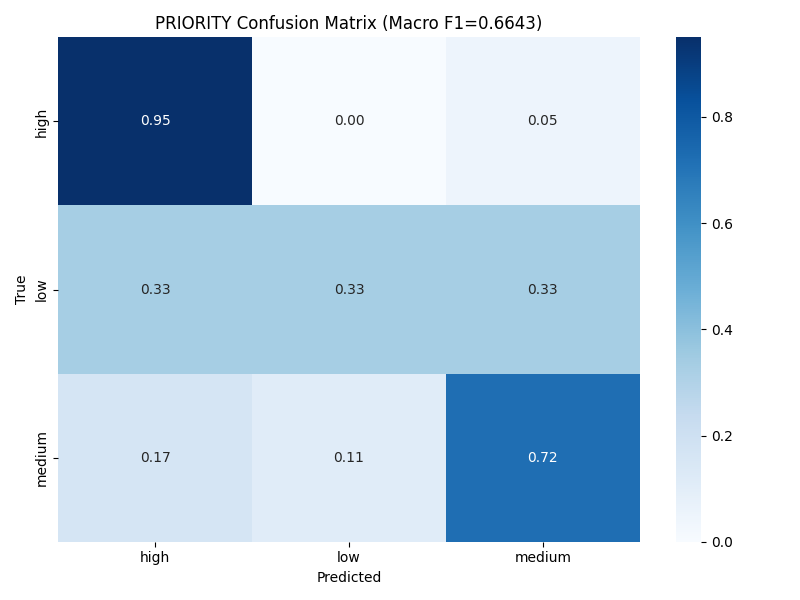 PRIORITY Confusion Matrix (Macro F1=0.6643)
high 0.95 0.00 0.05
low 0.33 0.33 0.33
medium 0.17 0.11 0.72
True
high low medium
Predicted
0.8
0.6
0.4
0.2
0.0